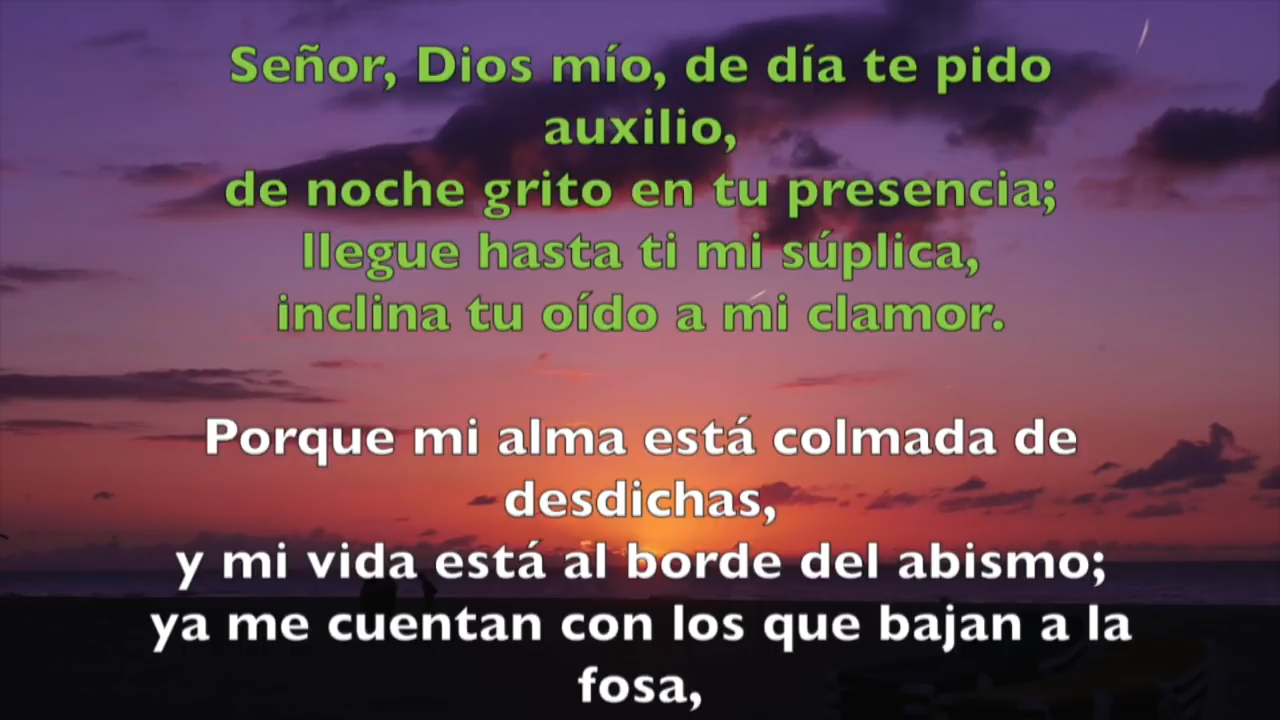 Señor, Dios mío, de día te pido
auxilio,
de noche grito en tu presencia;
llegue hasta ti mi súplica,
inclina tu oído a mi clamor.
Porque mi alma está colmada de
desdichas,
y mi vida está al borde del abismo;
ya me cuentan con los que bajan a la
fosa,